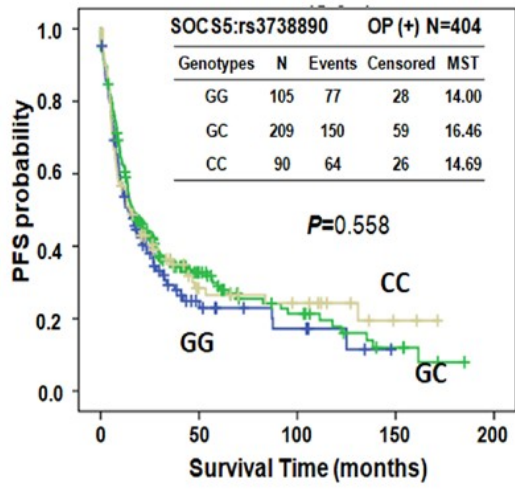 SOCS5:rs3738890 OP (+) N=404
Genotypes N Events Censored MST
GG 105 77 28 14.00
GC 209 150 59 16.46
CC 90 64 26 14.69
P=0.558
CC
GG
GC
PFS probability
1.0
0.8
0.6
0.4
0.2
0.0
0 50 100 150 200
Survival Time (months)